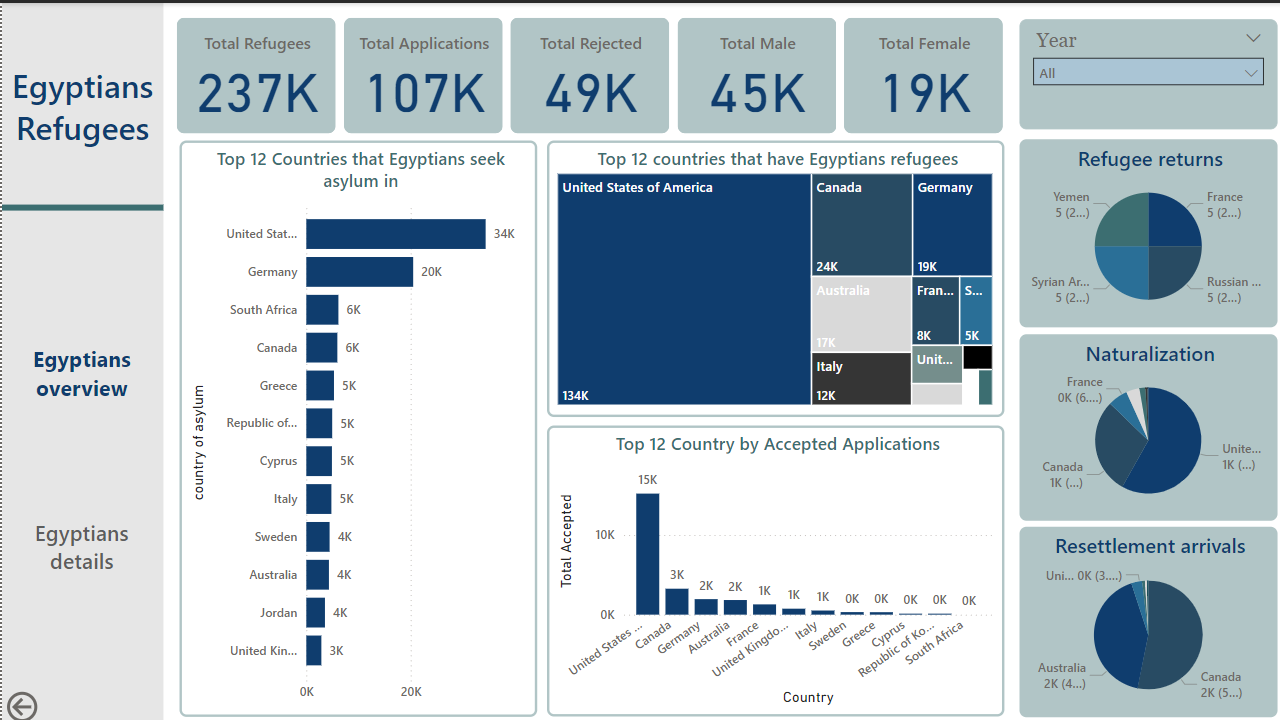 Egyptians
Refugees
Egyptians
overview
Egyptians
details
Total Refugees
237K
Total Applications
107K
Total Rejected
49K
Total Male
45K
Total Female
19K
Year
All
Top 12 Countries that Egyptians seek
asylum in
country of asylum
United Stat...
34K
Germany
20K
South Africa
6K
Canada
6K
Greece
5K
Republic of...
5K
Cyprus
5K
Italy
5K
Sweden
4K
Australia
4K
Jordan
4K
United Kin...
3K
0K
20K
Top 12 countries that have Egyptians refugees
United States of America
134K
Canada
24K
Germany
19K
Australia
17K
Fran...
8K
S...
5K
Italy
12K
Unit...
Top 12 Country by Accepted Applications
Total Accepted
10K
0K
15K
3K
2K
2K
1K
1K
1K
0K
0K
0K
0K
0K
United States ...
Canada
Germany
Australia
France
United Kingdo...
Italy
Sweden
Greece
Cyprus
Republic of Ko...
South Africa
Country
Refugee returns
Yemen
5 (2...)
France
5 (2...)
Syrian Ar...
5 (2...)
Russian ...
5 (2...)
Naturalization
France
0K (6....)
Unite...
1K (...)
Canada
1K (...)
Resettlement arrivals
Uni... 0K (3....)
Australia
2K (4...)
Canada
2K (5...)